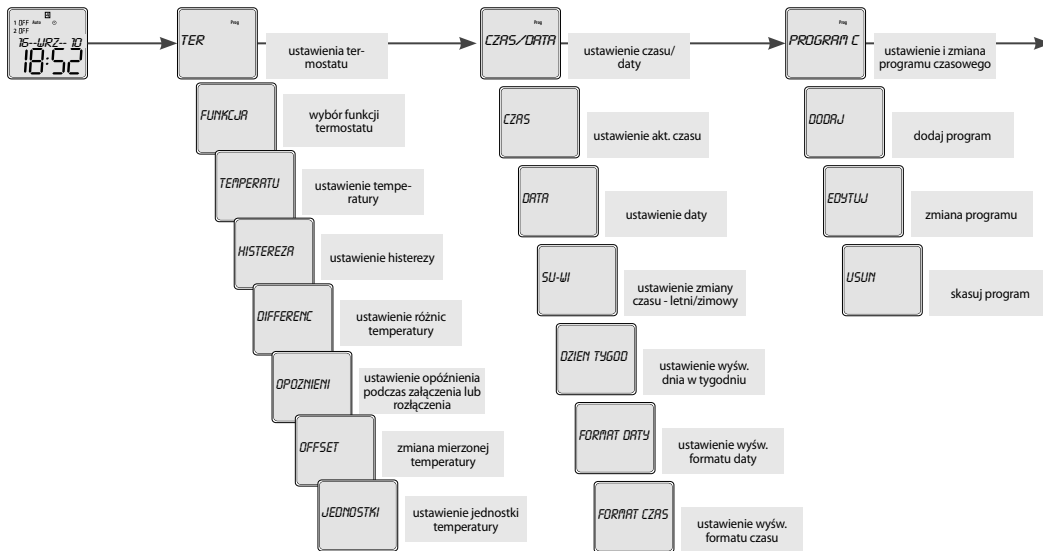 1 OFF Auto
2 OFF
16--WRZ-- 10
18:52
Prog
TER
ustawienia ter-
mostatu
FUNKCJA
wybór funkcji
termostatu
TEMPERATU
ustawienie tempe-
ratury
HISTEREZA
ustawienie histerezy
DIFFERENC
ustawienie różnic
temperatury
OPOZNIENI
ustawienie opóźnienia
podczas załączenia lub
rozłączenia
OFFSET
zmiana mierzonej
temperatury
JEDNOSTKI
ustawienie jednostki
temperatury
Prog
CZAS/DATA
ustawienie czasu/
daty
CZAS
ustawienie akt. czasu
DATA
ustawienie daty
SU-WI
ustawienie zmiany
czasu - letni/zimowy
DZIEN TYGOD
ustawienie wyśw.
dnia w tygodniu
FORMAT DATY
ustawienie wyśw.
formatu daty
FORMAT CZAS
ustawienie wyśw.
formatu czasu
Prog
PROGRAM C
ustawienie i zmiana
programu czasowego
DODAJ
dodaj program
EDYTUJ
zmiana programu
USUN
skasuj program